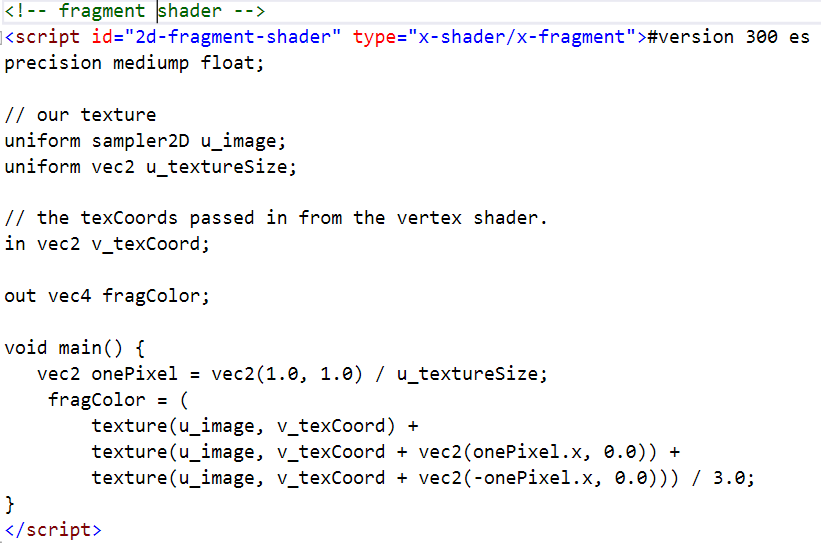 <!-- fragment shader -->
<script id="2d-fragment-shader" type="x-shader/x-fragment">#version 300 es
precision mediump float;
// our texture
uniform sampler2D u_image;
uniform vec2 u_textureSize;
// the texCoords passed in from the vertex shader.
in vec2 v_texCoord;
out vec4 fragColor;
void main() {
   vec2 onePixel = vec2(1.0, 1.0) / u_textureSize;
    fragColor = (
        texture(u_image, v_texCoord) +
        texture(u_image, v_texCoord + vec2(onePixel.x, 0.0)) +
        texture(u_image, v_texCoord + vec2(-onePixel.x, 0.0))) / 3.0;
}
</script>